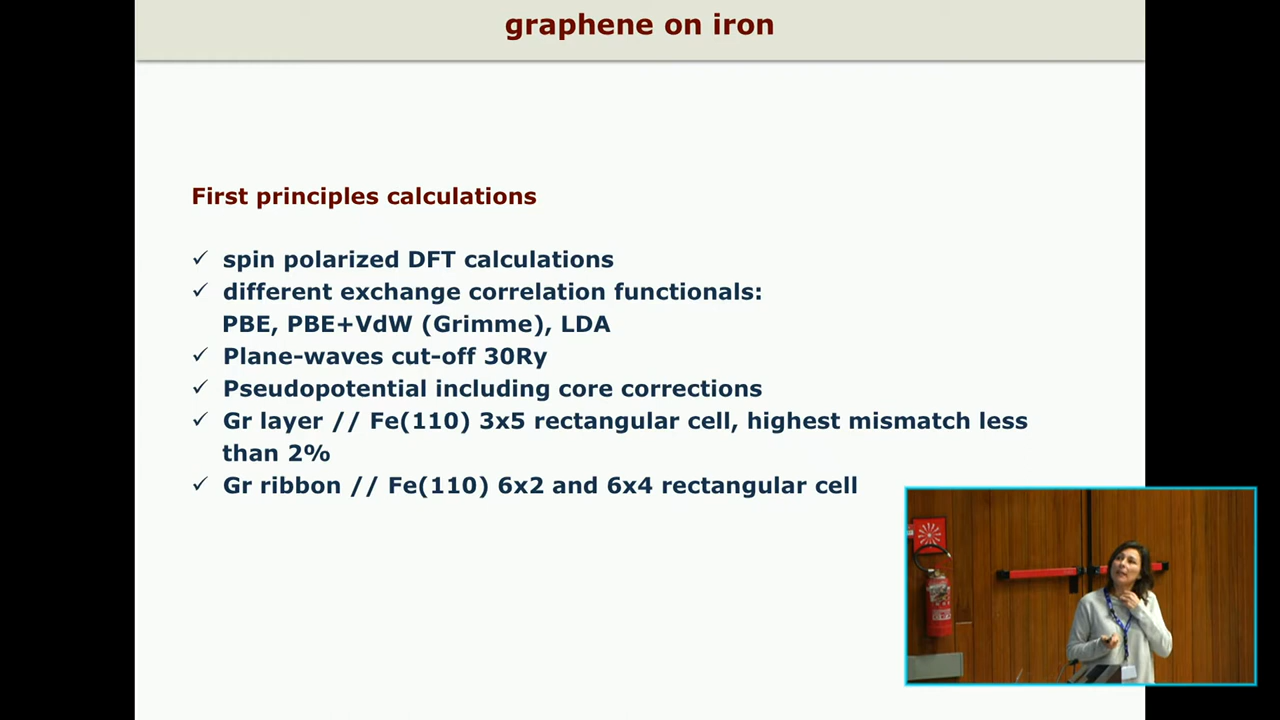 graphene on iron
First principles calculations
✓ spin polarized DFT calculations
✓ different exchange correlation functionals:
PBE, PBE+VdW (Grimme), LDA
✓ Plane-waves cut-off 30Ry
✓ Pseudopotential including core corrections
✓ Gr layer // Fe(110) 3x5 rectangular cell, highest mismatch less
than 2%
✓ Gr ribbon // Fe(110) 6x2 and 6x4 rectangular cell